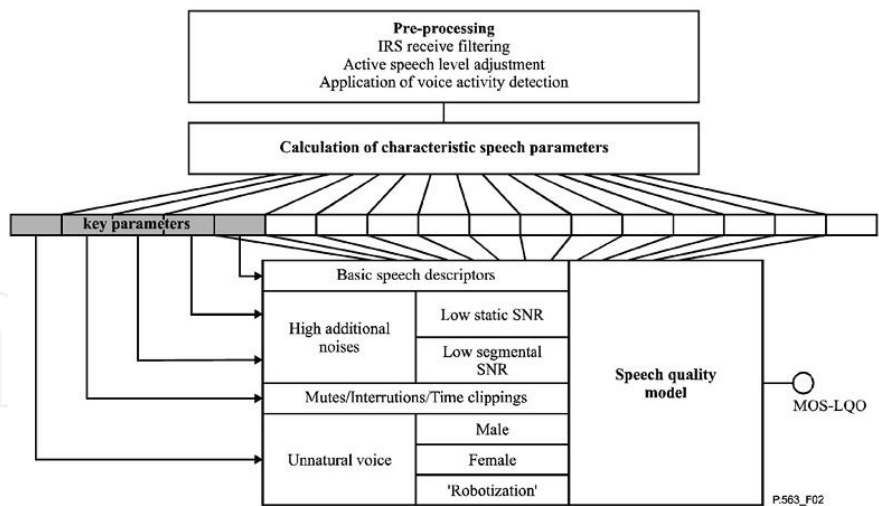 Pre-processing
IRS receive filtering
Active speech level adjustment
Application of voice activity detection
Calculation of characteristic speech parameters
key parameters
Basic speech descriptors
High additional
noises
Low static SNR
Low segmental
SNR
Mutes/Interrutions/Time clippings
Unnatural voice
Male
Female
'Robotization'
Speech quality
model
MOS-LQO
P.563_F02